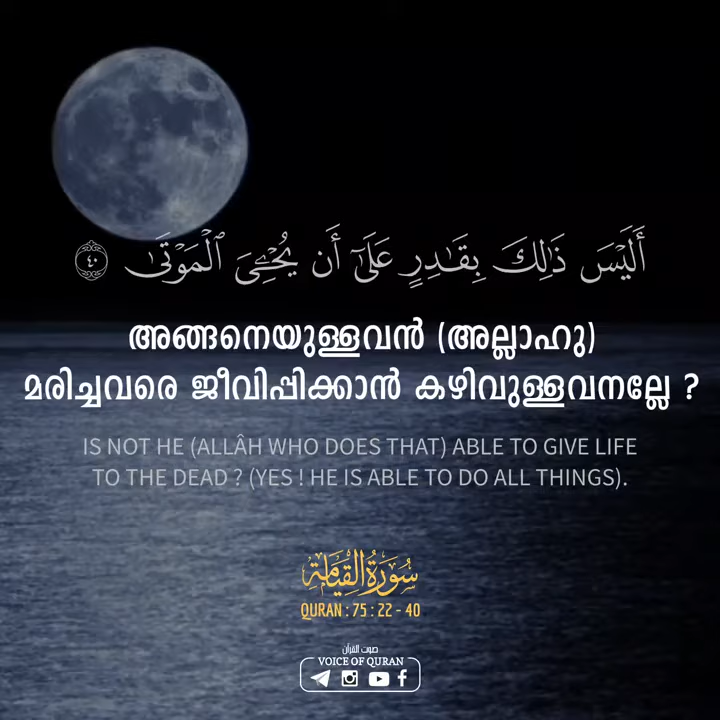 أَلَيْسَ ذَٰلِكَ بِقَـٰدِرٍ عَلَىٰٓ أَن يُحْـِۧىَ ٱلْمَوْتَىٰ ٤٠
അങ്ങനെയുള്ളവൻ (അല്ലാഹു)
മരിച്ചവരെ ജീവിപ്പിക്കാൻ കഴിവുള്ളവനല്ലേ ?
IS NOT HE (ALLÂH WHO DOES THAT) ABLE TO GIVE LIFE
TO THE DEAD ? (YES ! HE IS ABLE TO DO ALL THINGS).
سُورَةُ القِيَامَة
QURAN : 75 : 22 - 40
صوت القرآن
VOICE OF QURAN